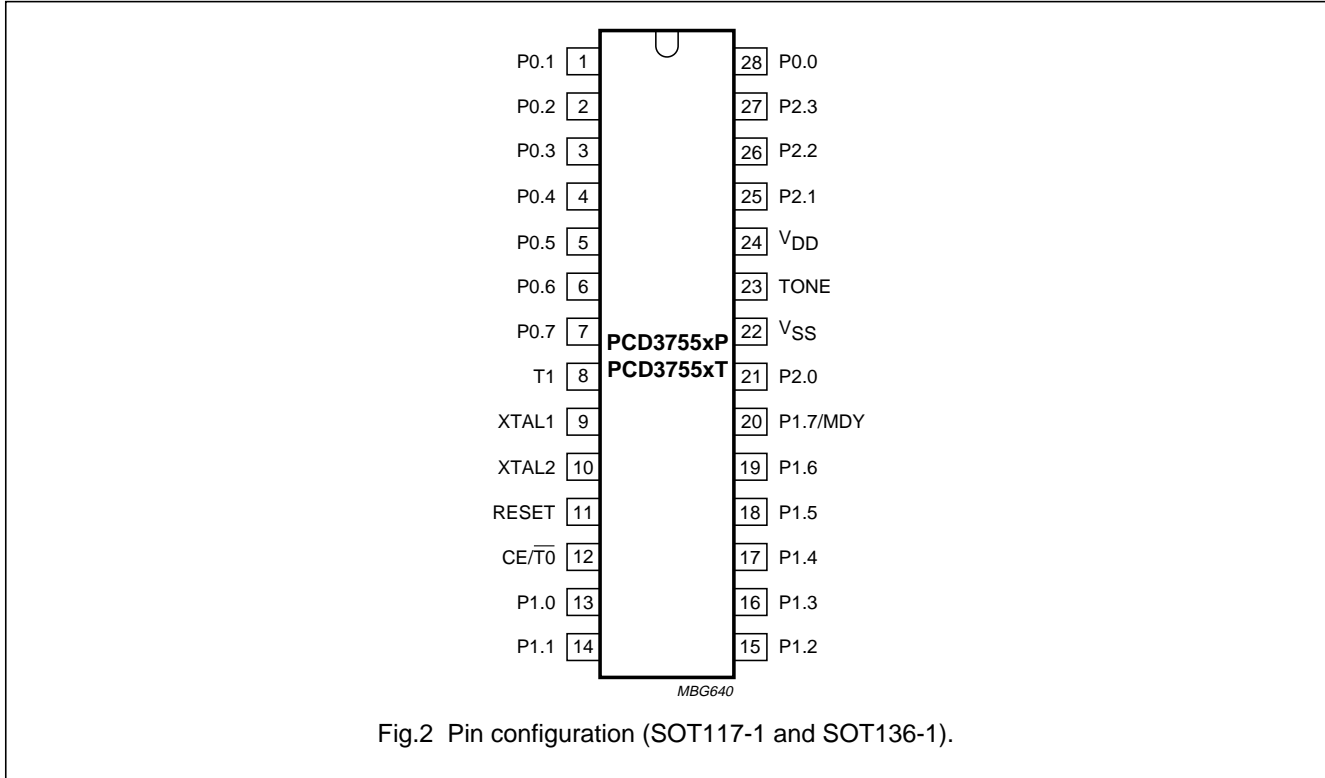 P0.1 1 28 P0.0
P0.2 2 27 P2.3
P0.3 3 26 P2.2
P0.4 4 25 P2.1
P0.5 5 24 VDD
P0.6 6 23 TONE
P0.7 7 22 VSS
PCD3755xP
PCD3755xT
T1 8 21 P2.0
XTAL1 9 20 P1.7/MDY
XTAL2 10 19 P1.6
RESET 11 18 P1.5
CE/T0 12 17 P1.4
P1.0 13 16 P1.3
P1.1 14 15 P1.2
MBG640
Fig.2 Pin configuration (SOT117-1 and SOT136-1).